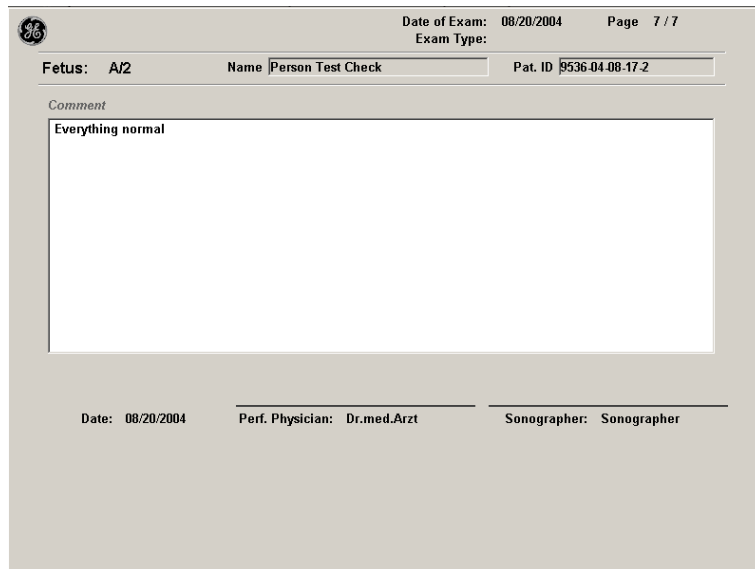 Date of Exam: 08/20/2004 Page 7 / 7
Exam Type:
Fetus: A/2 Name Person Test Check Pat. ID 9536-04-08-17-2
Comment
Everything normal
Date: 08/20/2004 Perf. Physician: Dr.med.Arzt Sonographer: Sonographer